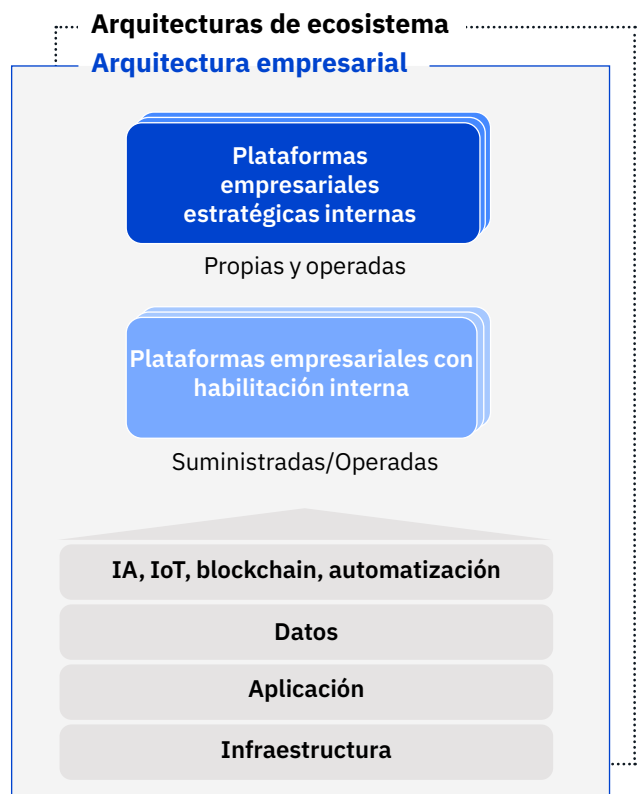 Arquitecturas de ecosistema
Arquitectura empresarial
Plataformas
empresariales
estratégicas internas
Propias y operadas
Plataformas empresariales con
habilitación interna
Suministradas/Operadas
IA, IoT, blockchain, automatización
Datos
Aplicación
Infraestructura